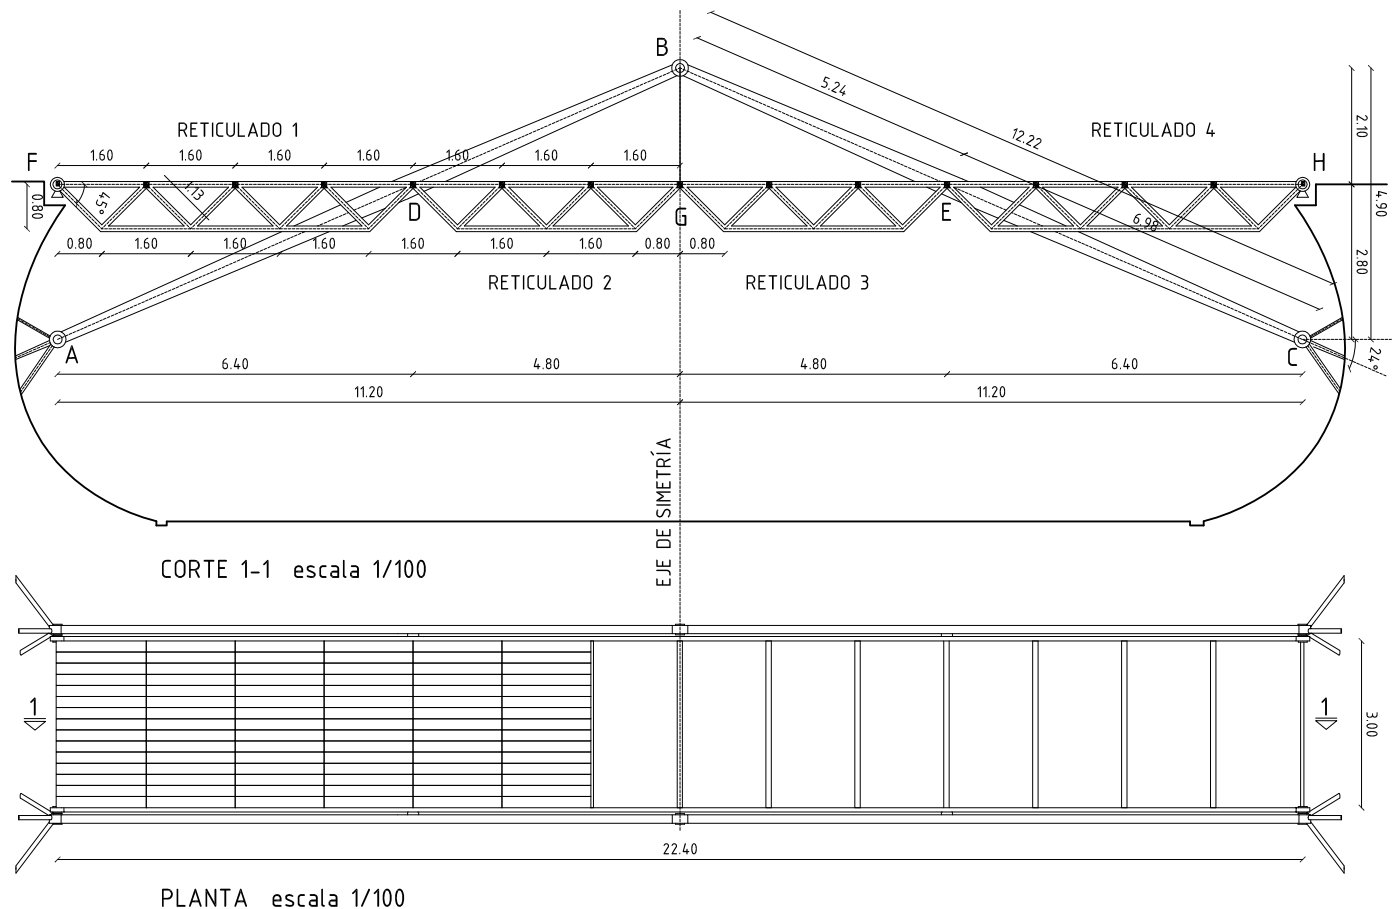 B
5.24
12.22
2.10
RETICULADO 1
RETICULADO 4
F
1.60 1.60 1.60 1.60 1.60 1.60 1.60
H
0.80
45°
1.13
D
G
E
6.98
4.90
0.80 1.60 1.60 1.60 1.60 1.60 0.80 0.80
2.80
RETICULADO 2
RETICULADO 3
A
C
24°
6.40 4.80 4.80 6.40
11.20 11.20
EJE DE SIMETRÍA
CORTE 1-1 escala 1/100
1
1
3.00
22.40
PLANTA escala 1/100